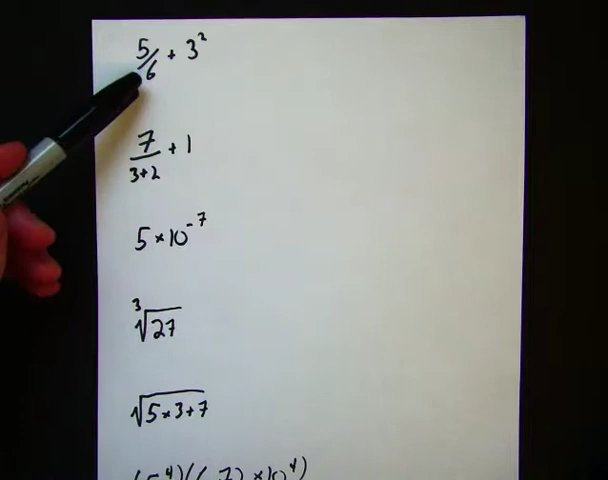 5/6 + 3²
7/(3+2) + 1
5×10⁻⁷
³√27
√5×3+7